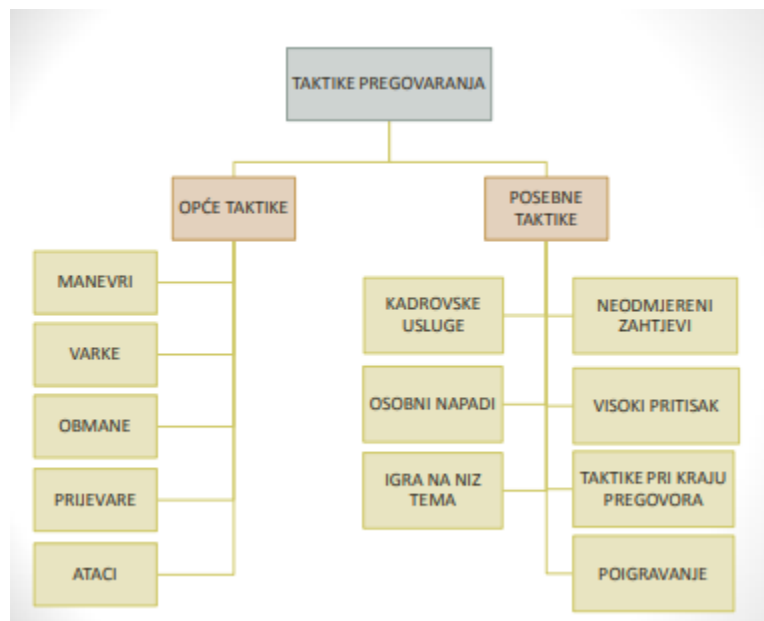 TAKTIKE PREGOVARANJA
OPĆE TAKTIKE
MANEVRI
VARKE
OBMANE
PRIJEVARE
ATACI
POSEBNE
TAKTIKE
KADROVSKE
USLUGE
OSOBNI NAPADI
IGRA NA NIZ
TEMA
NEODMJERENI
ZAHTJEVI
VISOKI PRITISAK
TAKTIKE PRI KRAJU
PREGOVORA
POIGRAVANJE